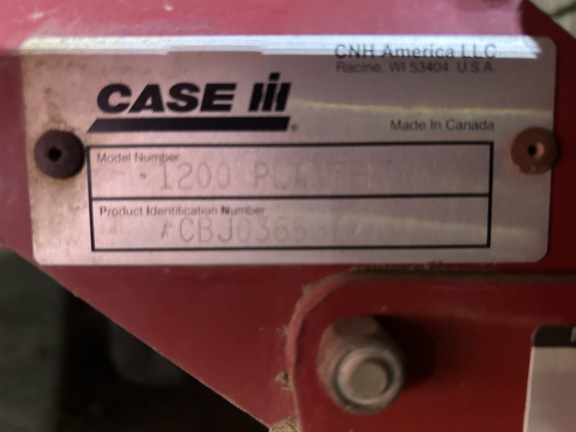 CNH America LLC
Racine, WI 53404 U.S.A.
CASE IH
Made In Canada
Model Number
1200
Product Identification Number